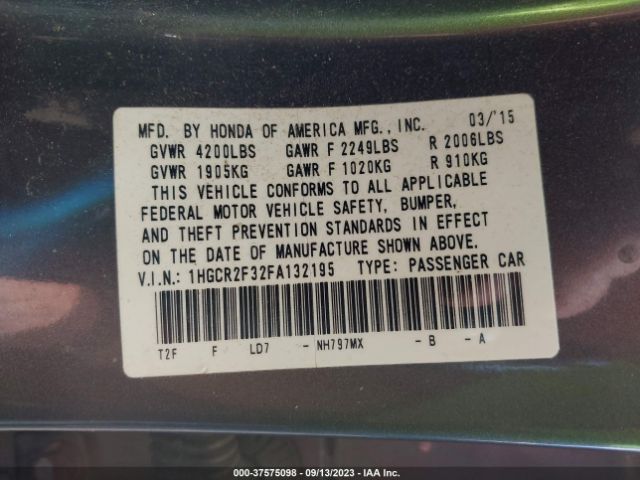 MFD. BY HONDA OF AMERICA MFG., INC. 03/'15
GVWR 4200LBS GAWR F 2249LBS R 2006LBS
GVWR 1905KG GAWR F 1020KG R 910KG
THIS VEHICLE CONFORMS TO ALL APPLICABLE
FEDERAL MOTOR VEHICLE SAFETY, BUMPER,
AND THEFT PREVENTION STANDARDS IN EFFECT
ON THE DATE OF MANUFACTURE SHOWN ABOVE.
V.I.N.: 1HGCR2F32FA132195 TYPE: PASSENGER CAR
T2F F LD7 - NH797MX - B - A
000-37575098 - 09/13/2023 - IAA Inc.